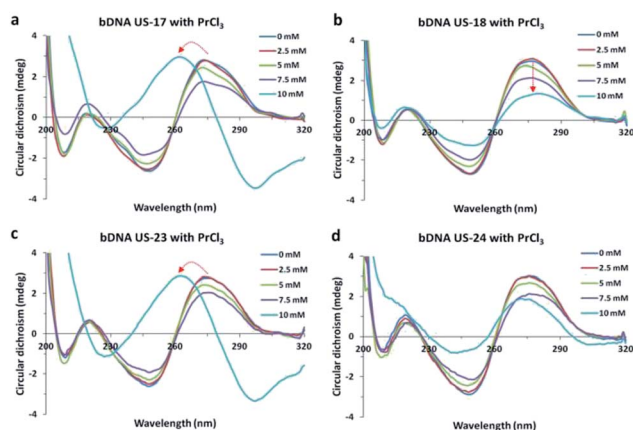 a bDNA US-17 with PrCl3
Circular dichroism (mdeg)
4
2
0
-2
-4
200 230 260 290 320
Wavelength (nm)
0 mM
2.5 mM
5 mM
7.5 mM
10 mM
b bDNA US-18 with PrCl3
Circular dichroism (mdeg)
4
2
0
-2
-4
200 230 260 290 320
Wavelength (nm)
0 mM
2.5 mM
5 mM
7.5 mM
10 mM
c bDNA US-23 with PrCl3
Circular dichroism (mdeg)
4
2
0
-2
-4
200 230 260 290 320
Wavelength (nm)
0 mM
2.5 mM
5 mM
7.5 mM
10 mM
d bDNA US-24 with PrCl3
Circular dichroism (mdeg)
4
2
0
-2
-4
200 230 260 290 320
Wavelength (nm)
0 mM
2.5 mM
5 mM
7.5 mM
10 mM